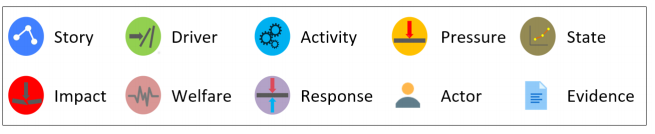 Story Driver Activity Pressure State
Impact Welfare Response Actor Evidence